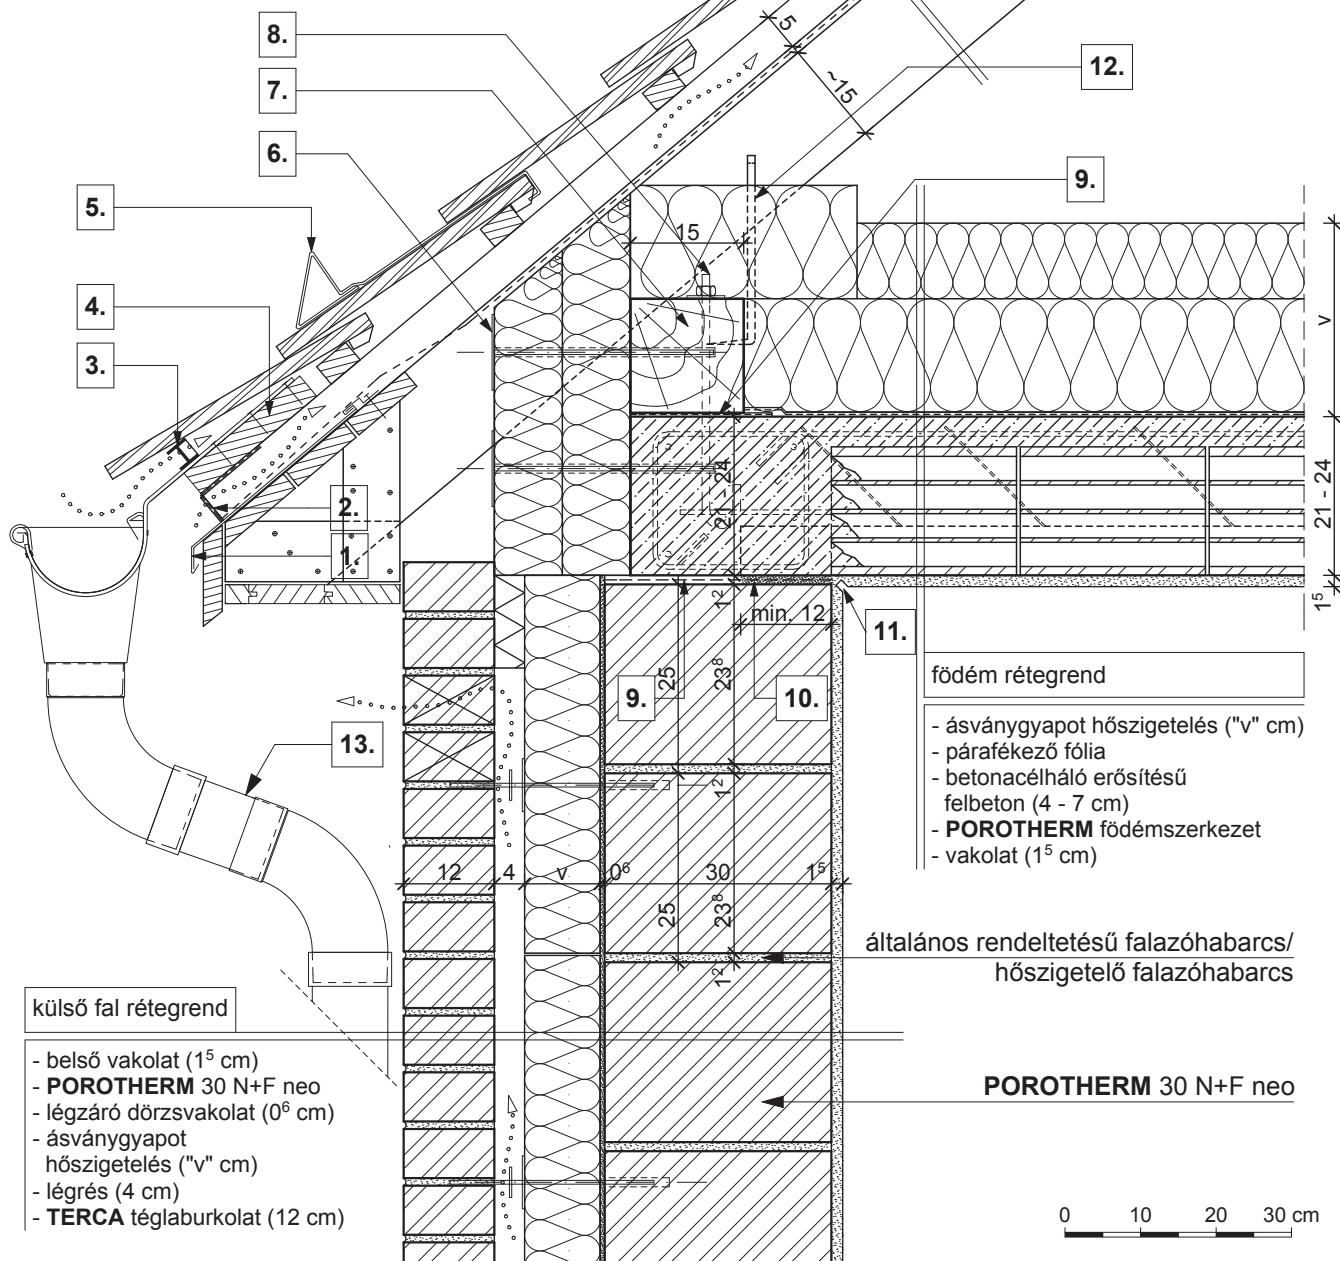 8.
7.
6.
5.
4.
3.
2.
1.
5
~15
12.
9.
15
v
21 - 24
21 - 24
1⁵
1²
min. 12
11.
25
23⁸
9.
10.
13.
1²
12
4
v
0⁶
30
1⁵
25
23⁸
1²
födém rétegrend
- ásványgyapot hőszigetelés ("v" cm)
- párafékező fólia
- betonacélháló erősítésű
felbeton (4 - 7 cm)
- POROTHERM födémszerkezet
- vakolat (1⁵ cm)
általános rendeltetésű falazóhabarcs/
hőszigetelő falazóhabarcs
külső fal rétegrend
- belső vakolat (1⁵ cm)
- POROTHERM 30 N+F neo
- légzáró dörzsvakolat (0⁶ cm)
- ásványgyapot
hőszigetelés ("v" cm)
- légrés (4 cm)
- TERCA téglaburkolat (12 cm)
POROTHERM 30 N+F neo
0 10 20 30 cm